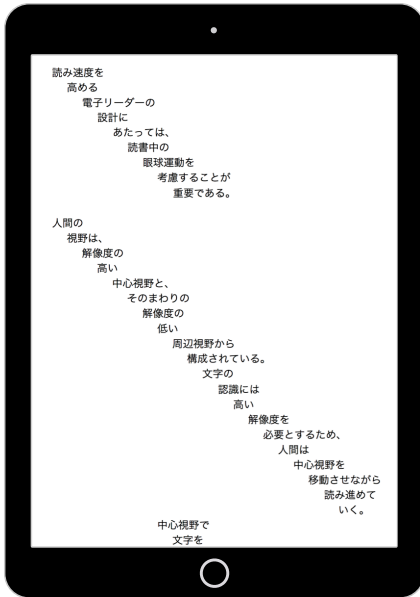 読み速度を
高める
電子リーダーの
設計に
あたっては、
読書中の
眼球運動を
考慮することが
重要である。
人間の
視野は、
解像度の
高い
中心視野と、
そのまわりの
解像度の
低い
周辺視野から
構成されている。
文字の
認識には
高い
解像度を
必要とするため、
人間は
中心視野を
移動させながら
読み進めて
いく。
中心視野で
文字を